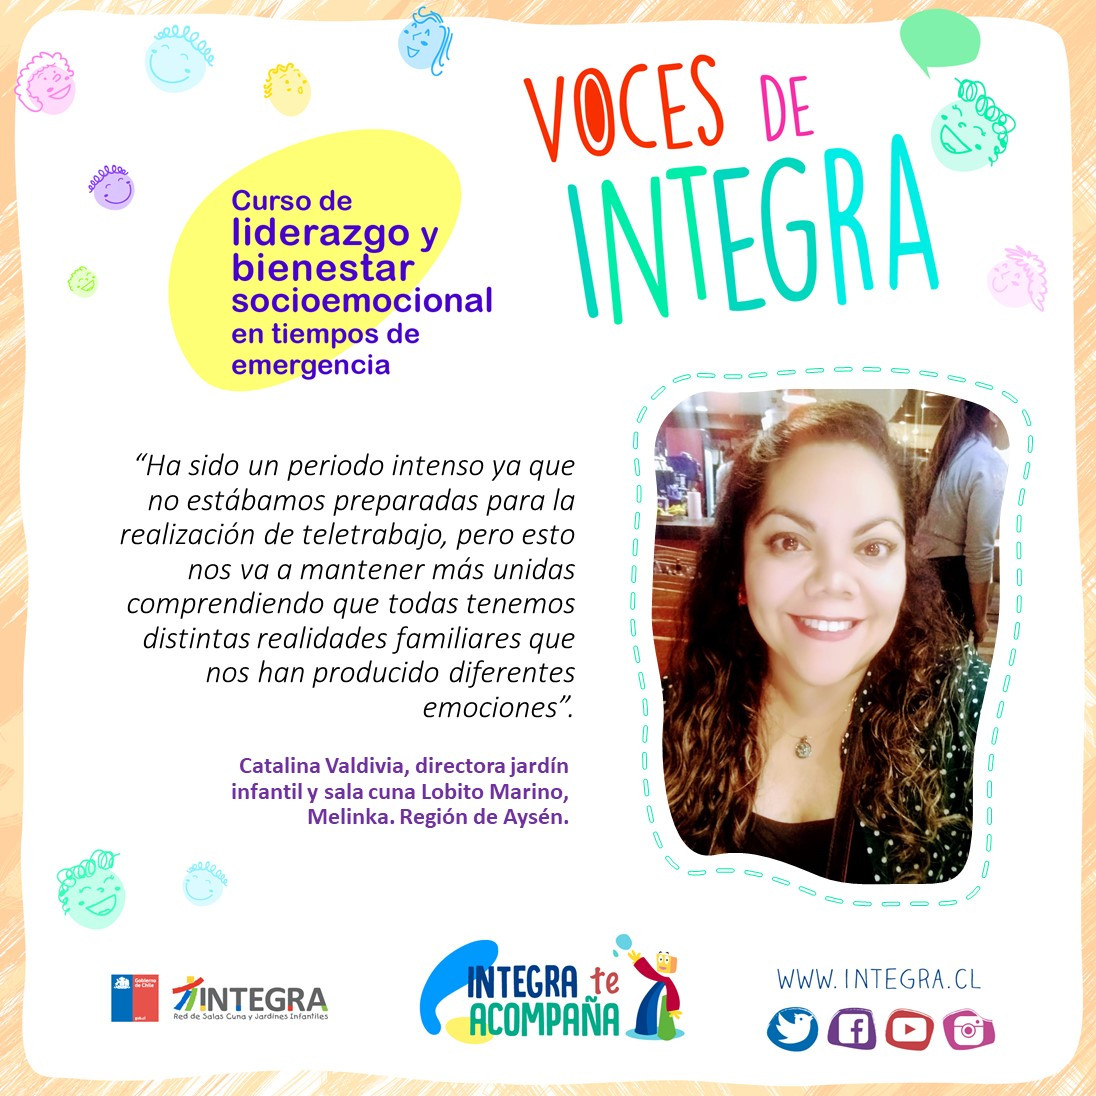 VOCES DE
INTEGRA
Curso de
liderazgo y
bienestar
socioemocional
en tiempos de
emergencia
“Ha sido un periodo intenso ya que
no estábamos preparadas para la
realización de teletrabajo, pero esto
nos va a mantener más unidas
comprendiendo que todas tenemos
distintas realidades familiares que
nos han producido diferentes
emociones”.
Catalina Valdivia, directora jardín
infantil y sala cuna Lobito Marino,
Melinka. Región de Aysén.
Gobierno
de Chile
gob.cl
INTEGRA
Red de Salas Cuna y Jardines Infantiles
INTEGRA te
ACOMPAÑA
WWW.INTEGRA.CL